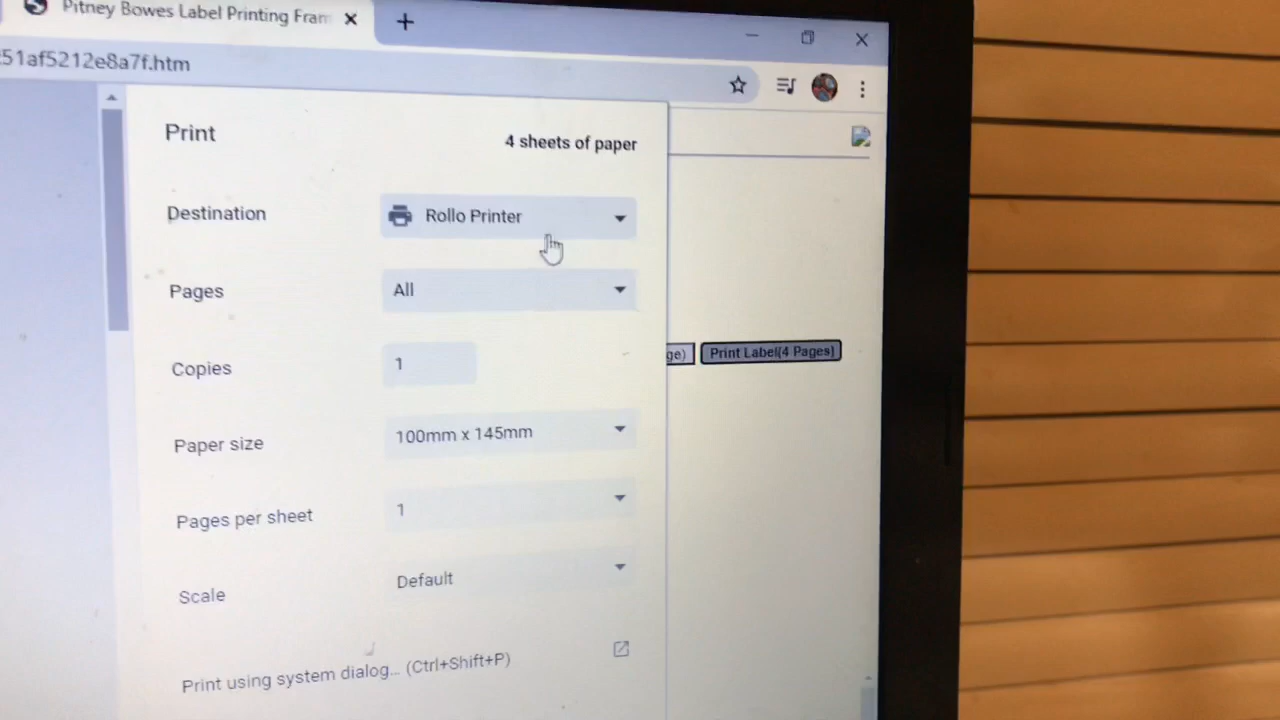 Pitney Bowes Label Printing Fran
51af5212e8a7f.htm
Print
4 sheets of paper
Destination
Rollo Printer
Pages
All
Copies
1
ge)
Print Label(4 Pages)
Paper size
100mm x 145mm
Pages per sheet
1
Scale
Default
Print using system dialog... (Ctrl+Shift+P)